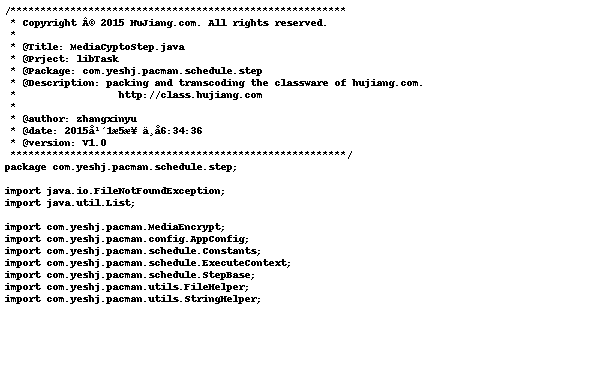 /********************************************************
 * Copyright Â© 2015 HuJiang.com. All rights reserved.
 *
 * @Title: MediaCyptoStep.java
 * @Prject: libTask
 * @Package: com.yeshj.pacman.schedule.step
 * @Description: packing and transcoding the classware of hujiang.com.
 *                 http://class.hujiang.com
 *
 * @author: zhangxinyu
 * @date: 2015å¹´1æ5æ¥ ä¸å6:34:36
 * @version: V1.0
 ********************************************************/
package com.yeshj.pacman.schedule.step;
import java.io.FileNotFoundException;
import java.util.List;
import com.yeshj.pacman.MediaEncrypt;
import com.yeshj.pacman.config.AppConfig;
import com.yeshj.pacman.schedule.Constants;
import com.yeshj.pacman.schedule.ExecuteContext;
import com.yeshj.pacman.schedule.StepBase;
import com.yeshj.pacman.utils.FileHelper;
import com.yeshj.pacman.utils.StringHelper;